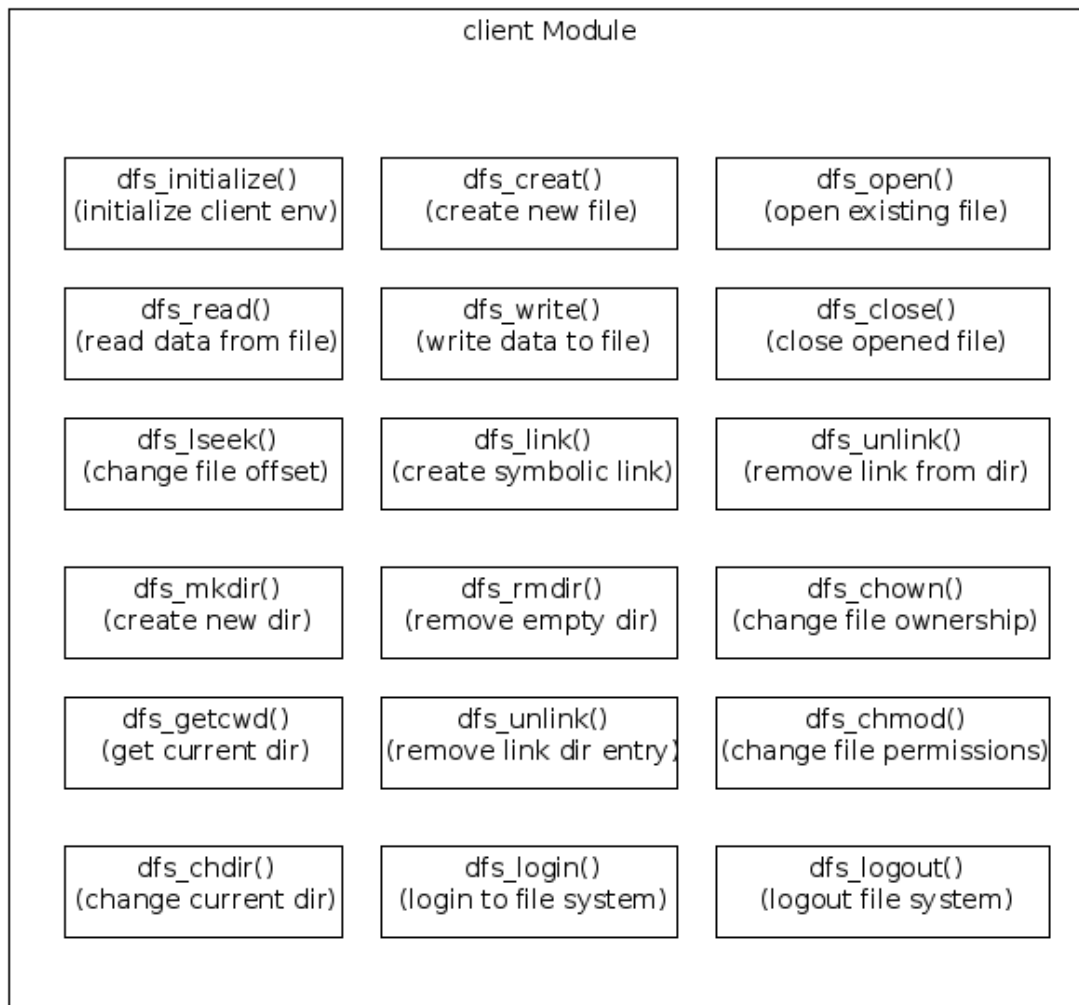 client Module
dfs_initialize()
(initialize client env)
dfs_creat()
(create new file)
dfs_open()
(open existing file)
dfs_read()
(read data from file)
dfs_write()
(write data to file)
dfs_close()
(close opened file)
dfs_lseek()
(change file offset)
dfs_link()
(create symbolic link)
dfs_unlink()
(remove link from dir)
dfs_mkdir()
(create new dir)
dfs_rmdir()
(remove empty dir)
dfs_chown()
(change file ownership)
dfs_getcwd()
(get current dir)
dfs_unlink()
(remove link dir entry)
dfs_chmod()
(change file permissions)
dfs_chdir()
(change current dir)
dfs_login()
(login to file system)
dfs_logout()
(logout file system)